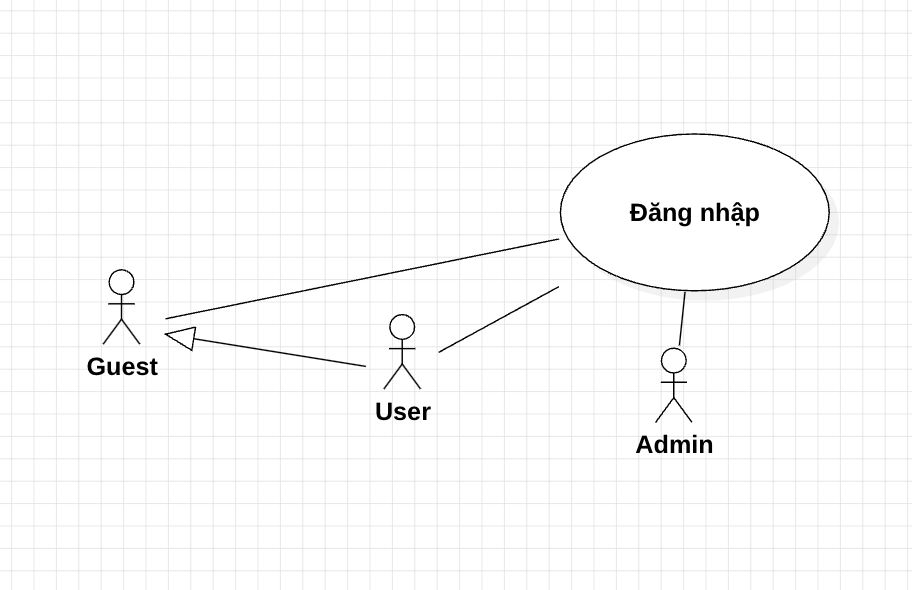 Đăng nhập
Guest
User
Admin